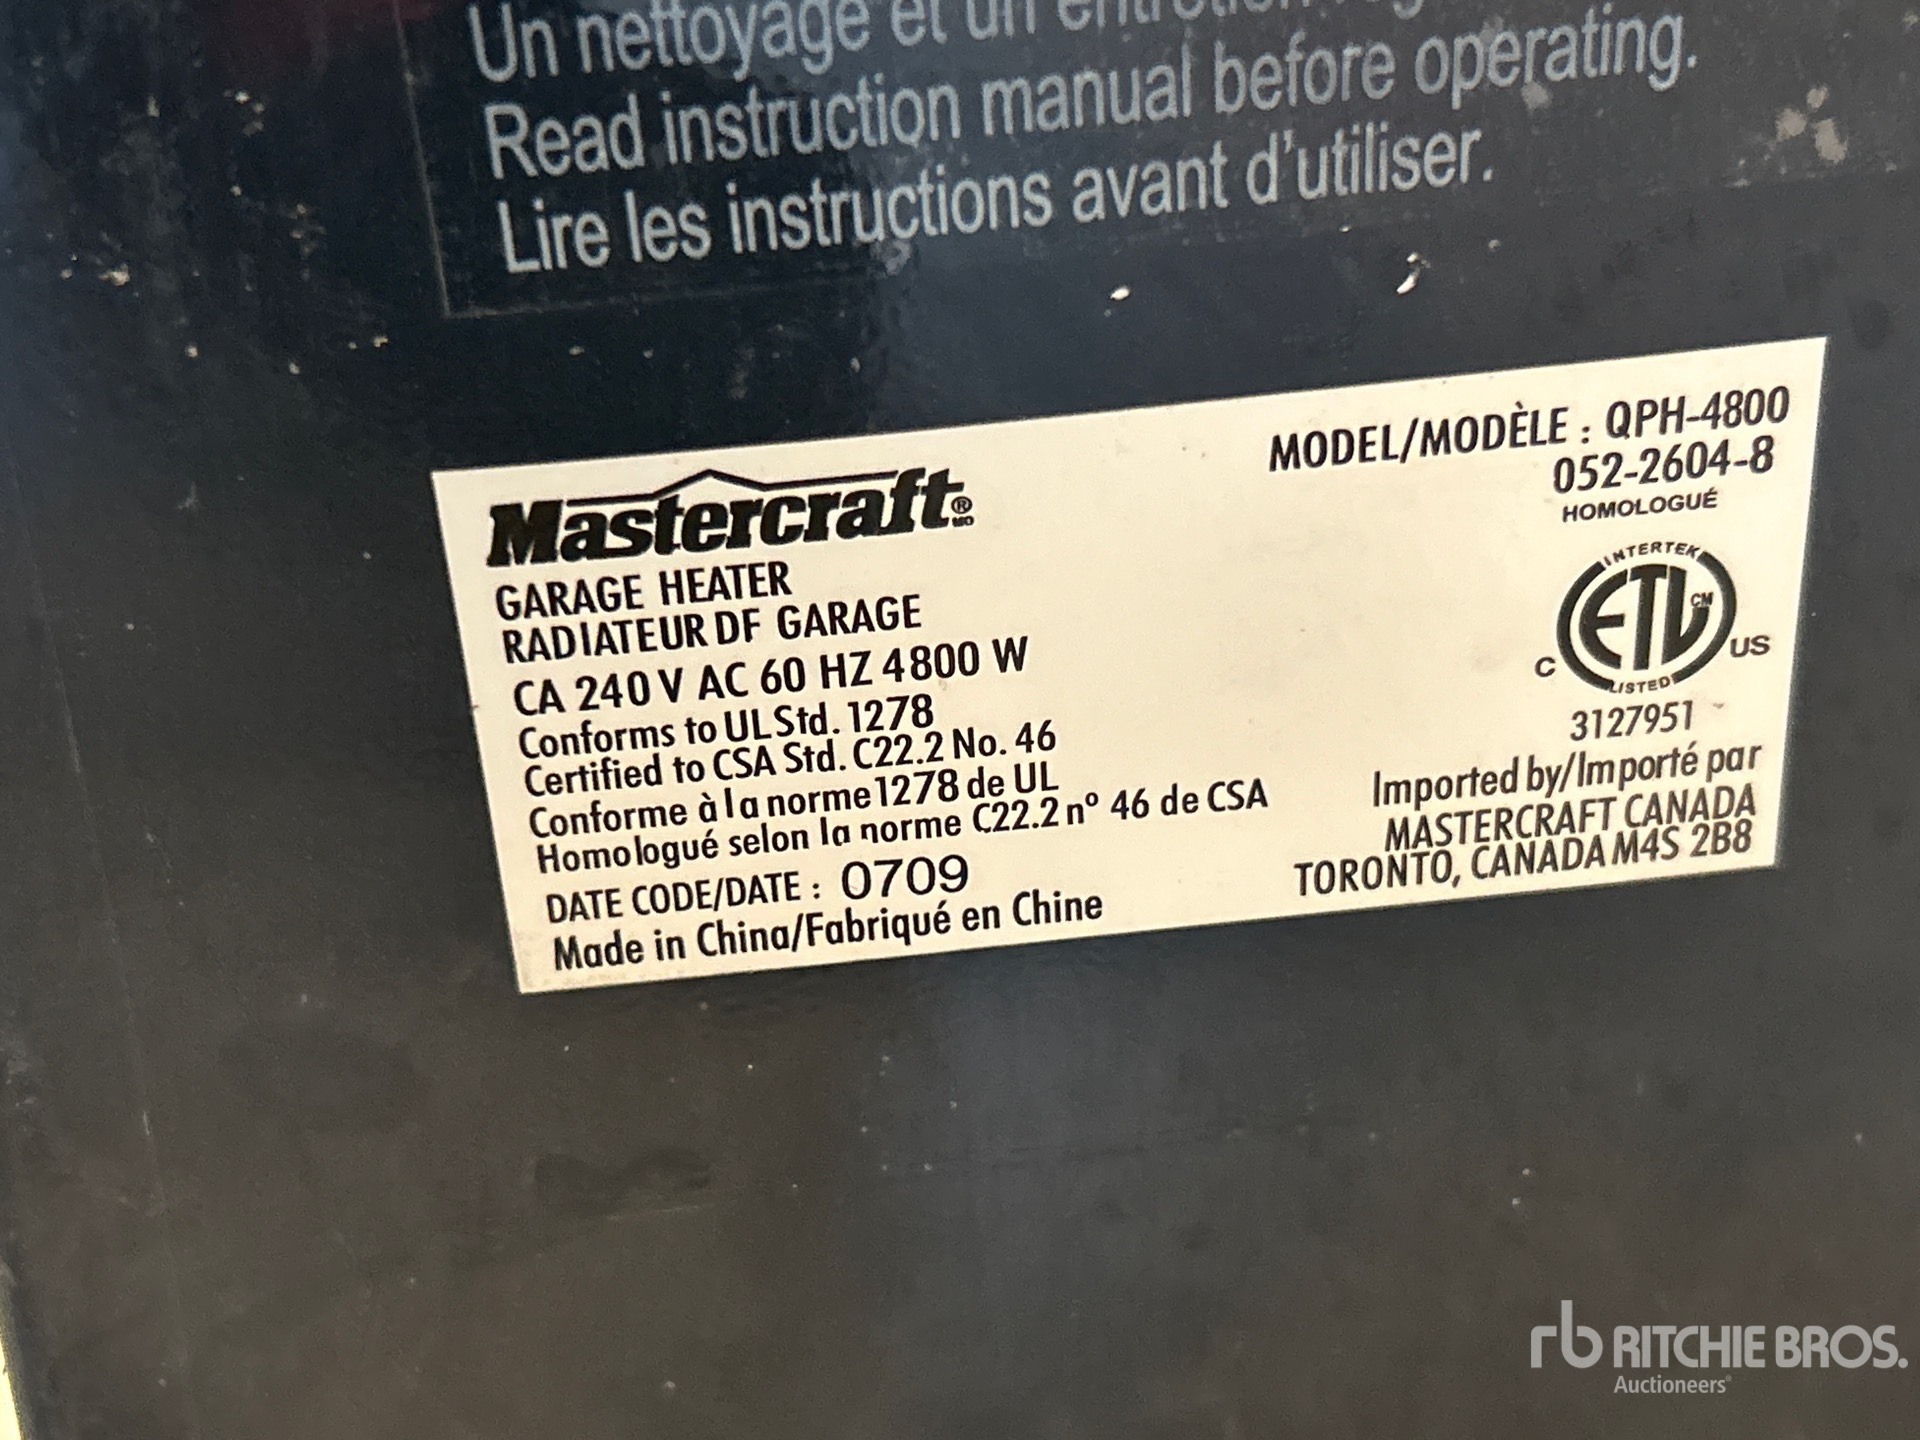 Un nettoyage et un entretien
Read instruction manual before operating.
Lire les instructions avant d'utiliser.
Mastercraft® MD
GARAGE HEATER
RADIATEUR DF GARAGE
CA 240 V AC 60 HZ 4800 W
Conforms to UL Std. 1278
Certified to CSA Std. C22.2 No. 46
Conforme à la norme 1278 de UL
Homologué selon la norme C22.2 nº 46 de CSA
DATE CODE/DATE : 0709
Made in China/Fabriqué en Chine
MODEL/MODÈLE : QPH-4800
052-2604-8
HOMOLOGUÉ
INTERTEK
ETL CM
C US
LISTED
3127951
Imported by/Importé par
MASTERCRAFT CANADA
TORONTO, CANADA M4S 2B8
rb RITCHIE BROS.
Auctioneers®